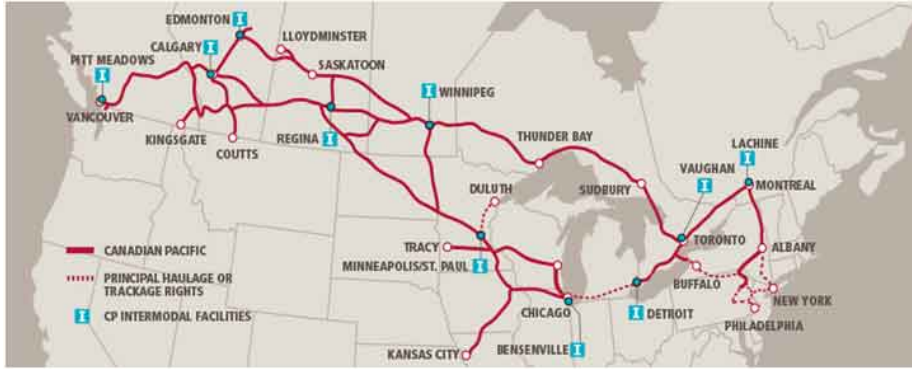 EDMONTON I
LLOYDMINSTER
CALGARY I
SASKATOON
PITT MEADOWS
I
I WINNIPEG
VANCOUVER
KINGSGATE
COUTTS
REGINA I
THUNDER BAY
LACHINE
I
VAUGHAN
I
SUDBURY
MONTREAL
DULUTH
TORONTO
ALBANY
TRACY
CANADIAN PACIFIC
MINNEAPOLIS/ST. PAUL I
BUFFALO
PRINCIPAL HAULAGE OR
TRACKAGE RIGHTS
NEW YORK
I CP INTERMODAL FACILITIES
CHICAGO
I DETROIT
PHILADELPHIA
KANSAS CITY
BENSENVILLE I